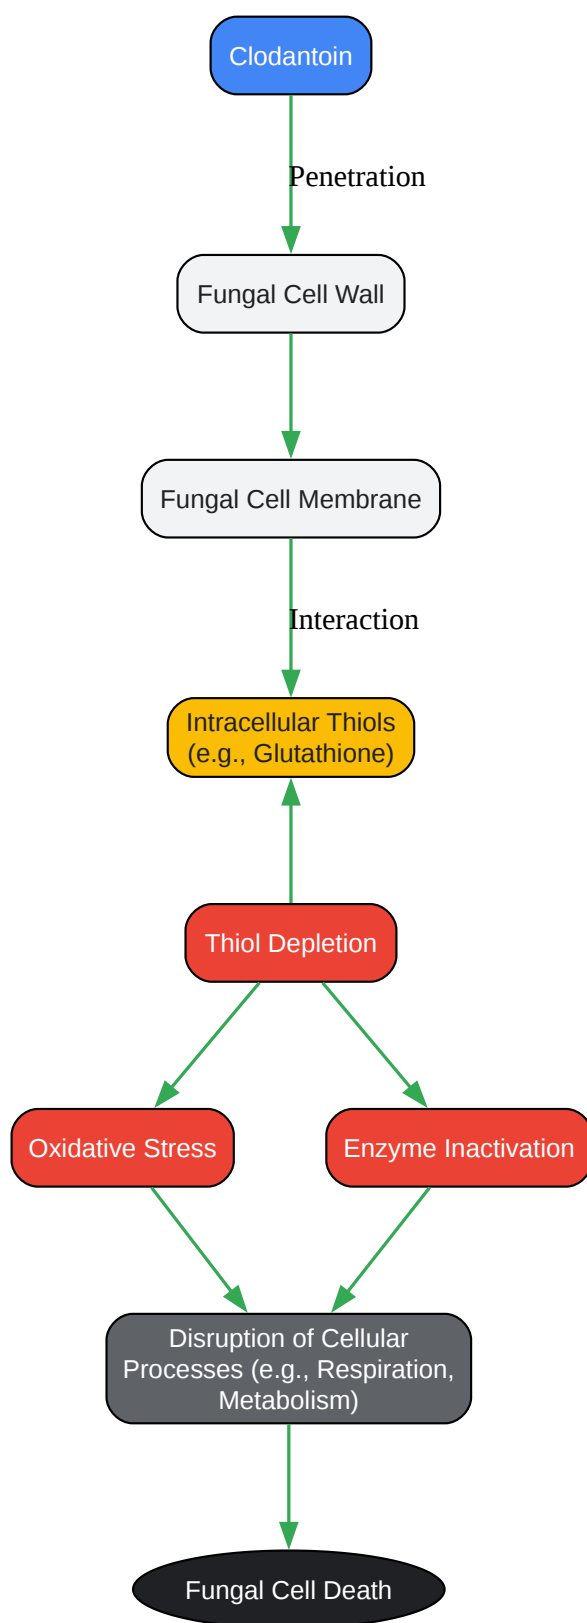 Clodantoin
Penetration
Fungal Cell Wall
Fungal Cell Membrane
Interaction
Intracellular Thiols
(e.g., Glutathione)
Thiol Depletion
Oxidative Stress
Enzyme Inactivation
Disruption of Cellular
Processes (e.g., Respiration,
Metabolism)
Fungal Cell Death